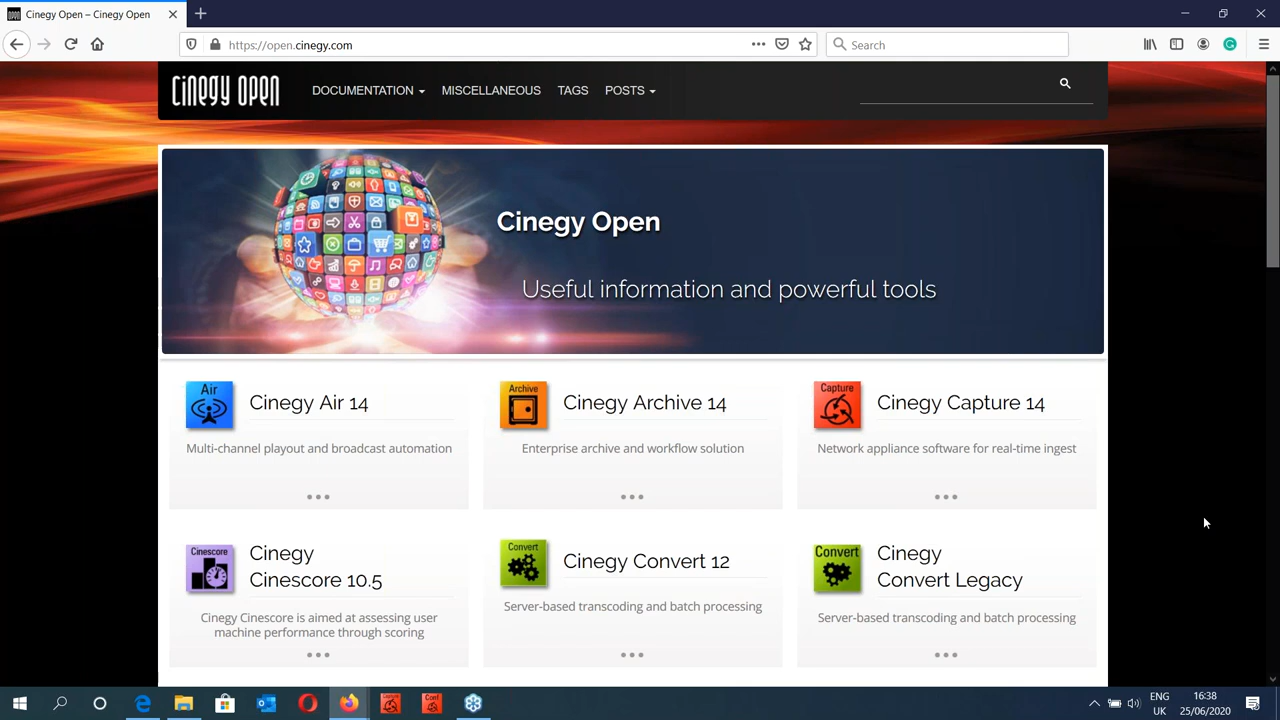 Cinegy Open – Cinegy Open
https://open.cinegy.com
Search
CINEGY OPEN
DOCUMENTATION
MISCELLANEOUS
TAGS
POSTS
Cinegy Open
Useful information and powerful tools
Air
Cinegy Air 14
Multi-channel playout and broadcast automation
Archive
Cinegy Archive 14
Enterprise archive and workflow solution
Capture
Cinegy Capture 14
Network appliance software for real-time ingest
Cinescore
Cinegy
Cinescore 10.5
Cinegy Cinescore is aimed at assessing user
machine performance through scoring
Convert
Cinegy Convert 12
Server-based transcoding and batch processing
Convert
Cinegy
Convert Legacy
Server-based transcoding and batch processing
Capture
Conf
ENG
UK
16:38
25/06/2020